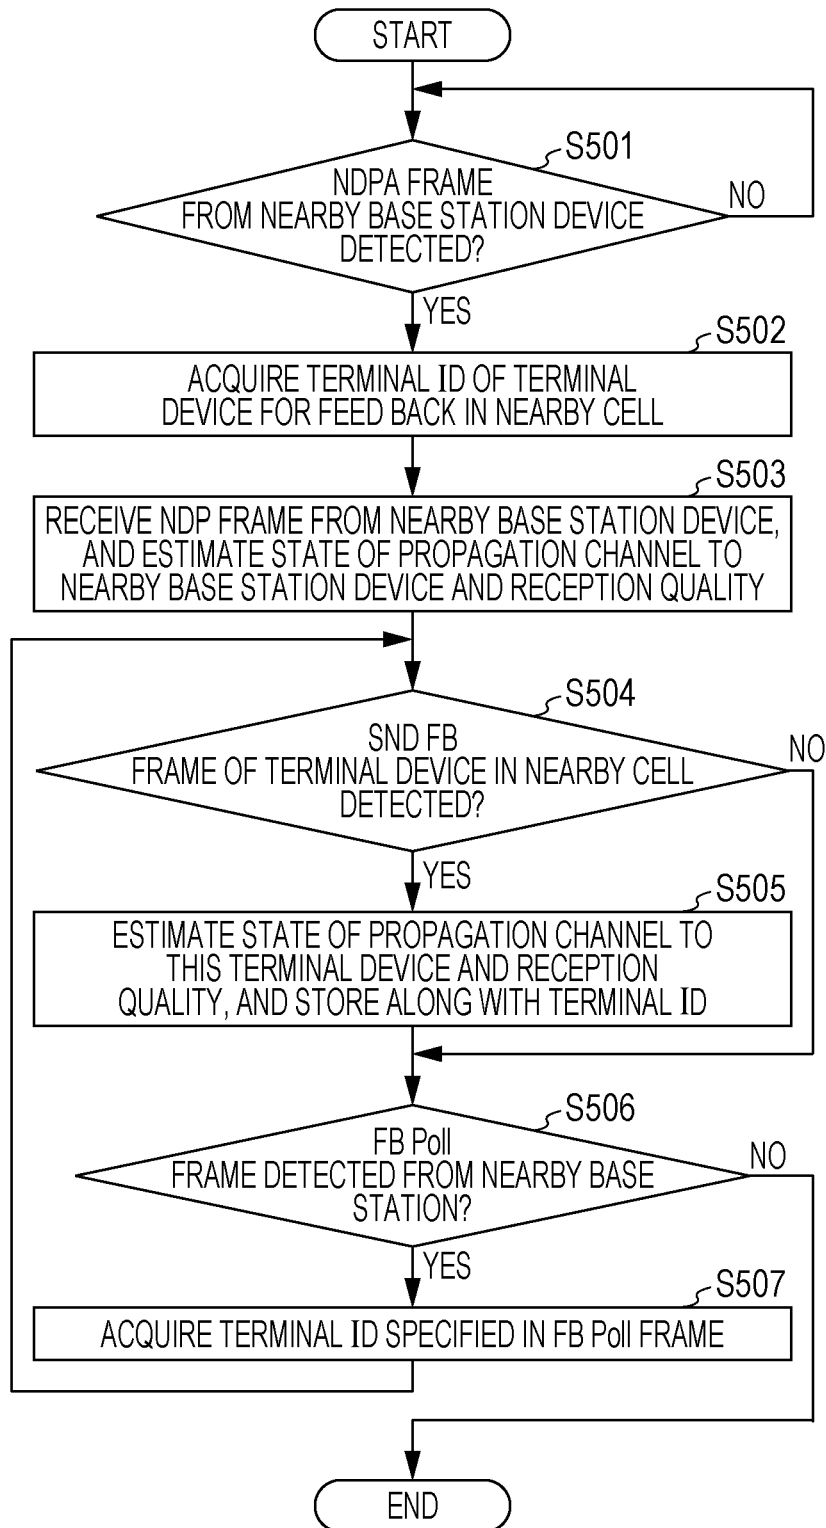 START
S501
NDPA FRAME
FROM NEARBY BASE STATION DEVICE
DETECTED?
NO
YES
S502
ACQUIRE TERMINAL ID OF TERMINAL
DEVICE FOR FEED BACK IN NEARBY CELL
S503
RECEIVE NDP FRAME FROM NEARBY BASE STATION DEVICE,
AND ESTIMATE STATE OF PROPAGATION CHANNEL TO
NEARBY BASE STATION DEVICE AND RECEPTION QUALITY
S504
SND FB
FRAME OF TERMINAL DEVICE IN NEARBY CELL
DETECTED?
NO
YES
S505
ESTIMATE STATE OF PROPAGATION CHANNEL TO
THIS TERMINAL DEVICE AND RECEPTION
QUALITY, AND STORE ALONG WITH TERMINAL ID
S506
FB Poll
FRAME DETECTED FROM NEARBY BASE
STATION?
NO
YES
S507
ACQUIRE TERMINAL ID SPECIFIED IN FB Poll FRAME
END